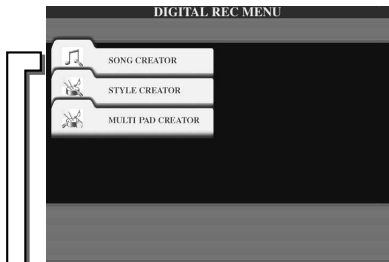 DIGITAL REC MENU
SONG CREATOR
STYLE CREATOR
MULTI PAD CREATOR